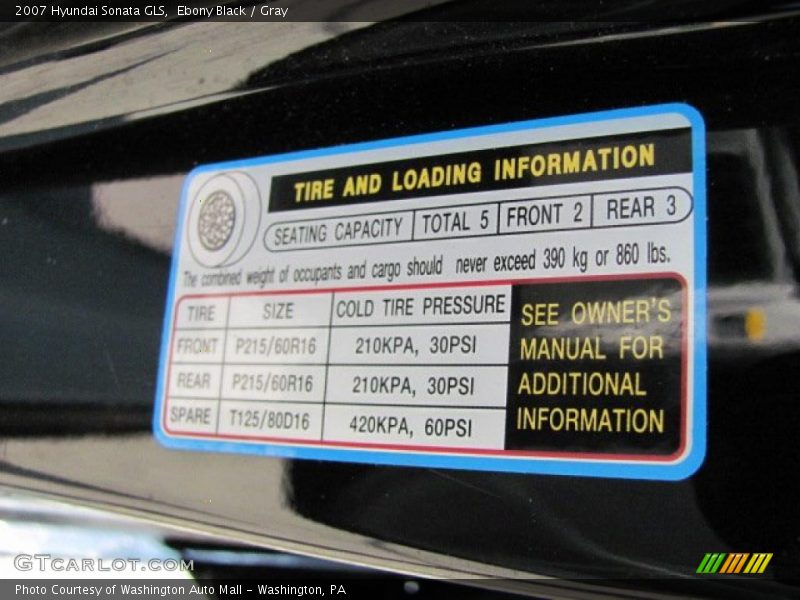 2007 Hyundai Sonata GLS, Ebony Black / Gray
TIRE AND LOADING INFORMATION
SEATING CAPACITY TOTAL 5 FRONT 2 REAR 3
The combined weight of occupants and cargo should never exceed 390 kg or 860 lbs.
TIRE SIZE COLD TIRE PRESSURE
FRONT P215/60R16 210KPA, 30PSI
REAR P215/60R16 210KPA, 30PSI
SPARE T125/80D16 420KPA, 60PSI
SEE OWNER'S
MANUAL FOR
ADDITIONAL
INFORMATION
GTCARLOT.COM
Photo Courtesy of Washington Auto Mall - Washington, PA